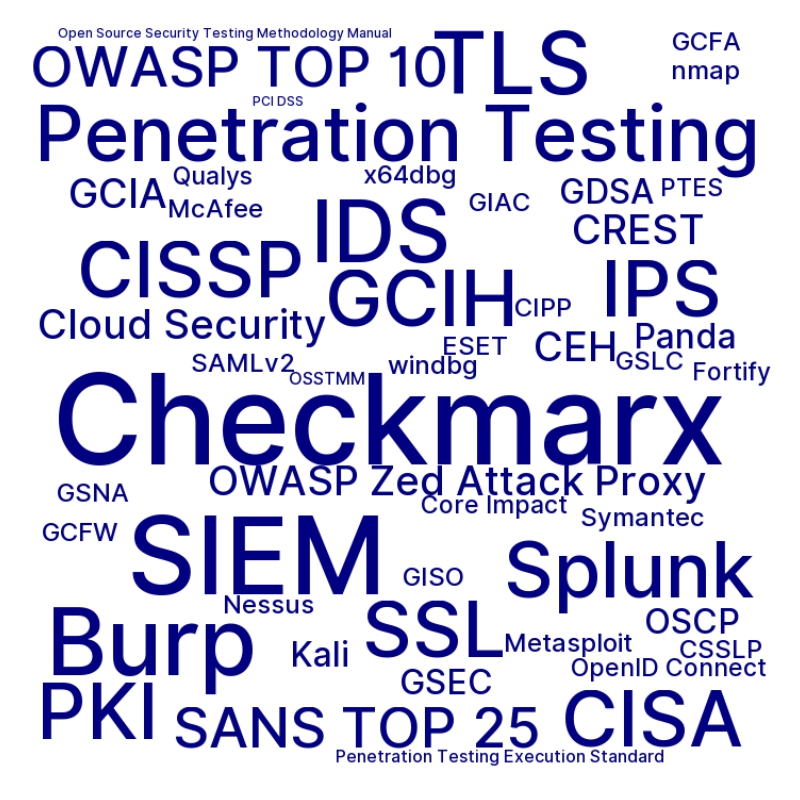 Open Source Security Testing Methodology Manual
OWASP TOP 10
TLS
GCFA
nmap
PCI DSS
Penetration Testing
Qualys
x64dbg
GCIA
McAfee
GIAC
GDSA
PTES
IDS
CREST
CISSP
GCIH
IPS
CIPP
Cloud Security
ESET
CEH
Panda
SAMLv2
OSSTMM
windbg
GSLC
Fortify
Checkmarx
OWASP Zed Attack Proxy
GSNA
Core Impact
Symantec
GCFW
SIEM
GISO
Splunk
Nessus
Burp
Kali
SSL
Metasploit
OSCP
CSSLP
OpenID Connect
GSEC
PKI
SANS TOP 25
CISA
Penetration Testing Execution Standard